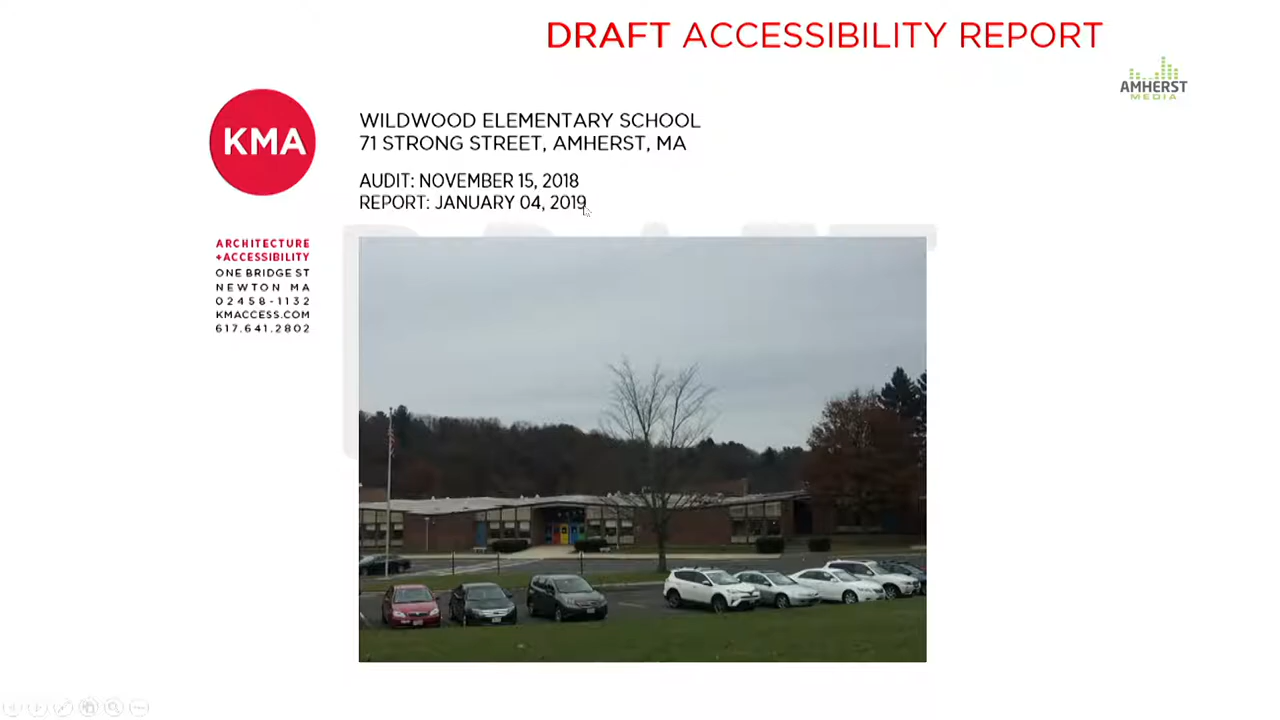 DRAFT ACCESSIBILITY REPORT
AMHERST
MEDIA
KMA
WILDWOOD ELEMENTARY SCHOOL
71 STRONG STREET, AMHERST, MA
AUDIT: NOVEMBER 15, 2018
REPORT: JANUARY 04, 2019
ARCHITECTURE
+ACCESSIBILITY
ONE BRIDGE ST
NEWTON MA
02458-1132
KMACCESS.COM
617.641.2802
DRAFT